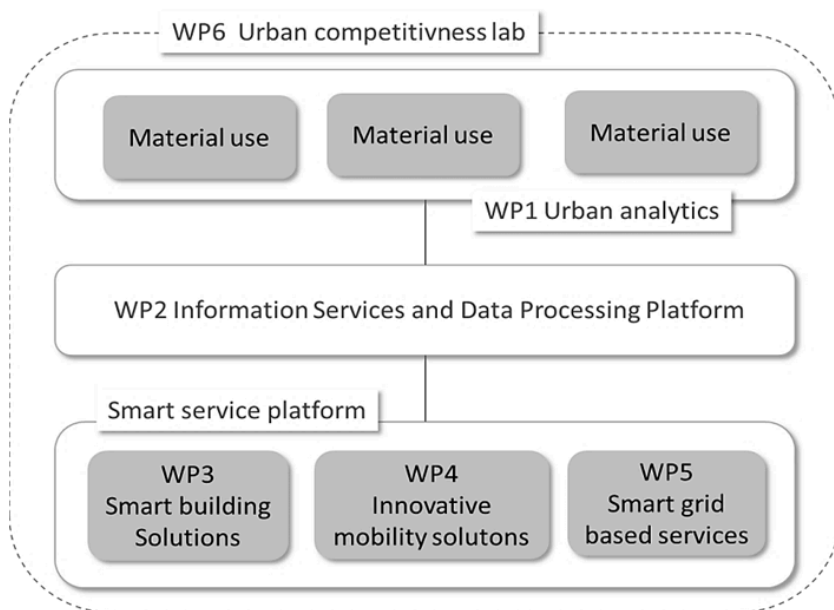 WP6 Urban competitivness lab
Material use
Material use
Material use
WP1 Urban analytics
WP2 Information Services and Data Processing Platform
Smart service platform
WP3
Smart building
Solutions
WP4
Innovative
mobility solutons
WP5
Smart grid
based services